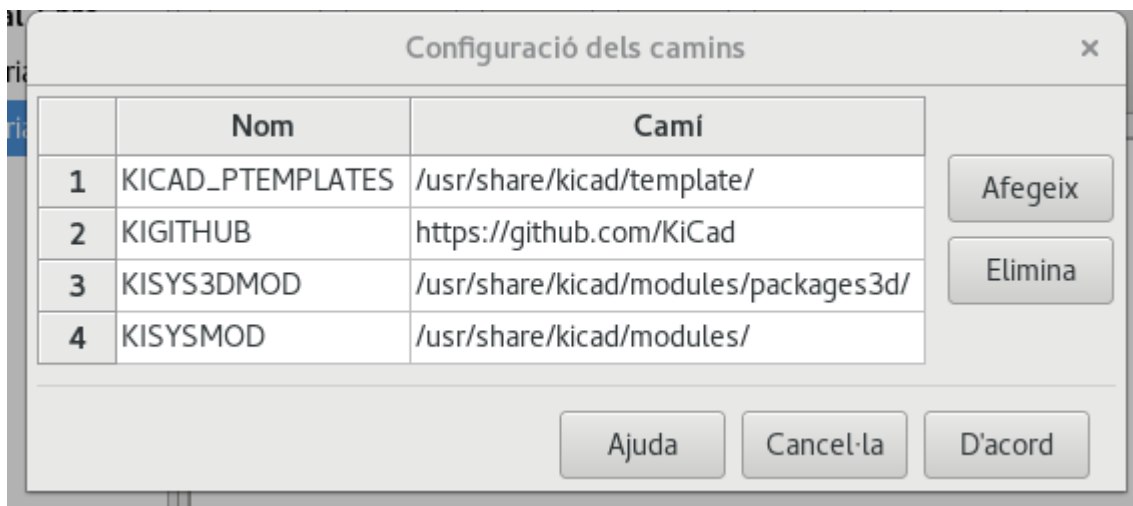 Configuració dels camins ×
Nom Camí
1 KICAD_PTEMPLATES /usr/share/kicad/template/
Afegeix
2 KIGITHUB https://github.com/KiCad
Elimina
3 KISYS3DMOD /usr/share/kicad/modules/packages3d/
4 KISYSMOD /usr/share/kicad/modules/
Ajuda Cancel·la D'acord